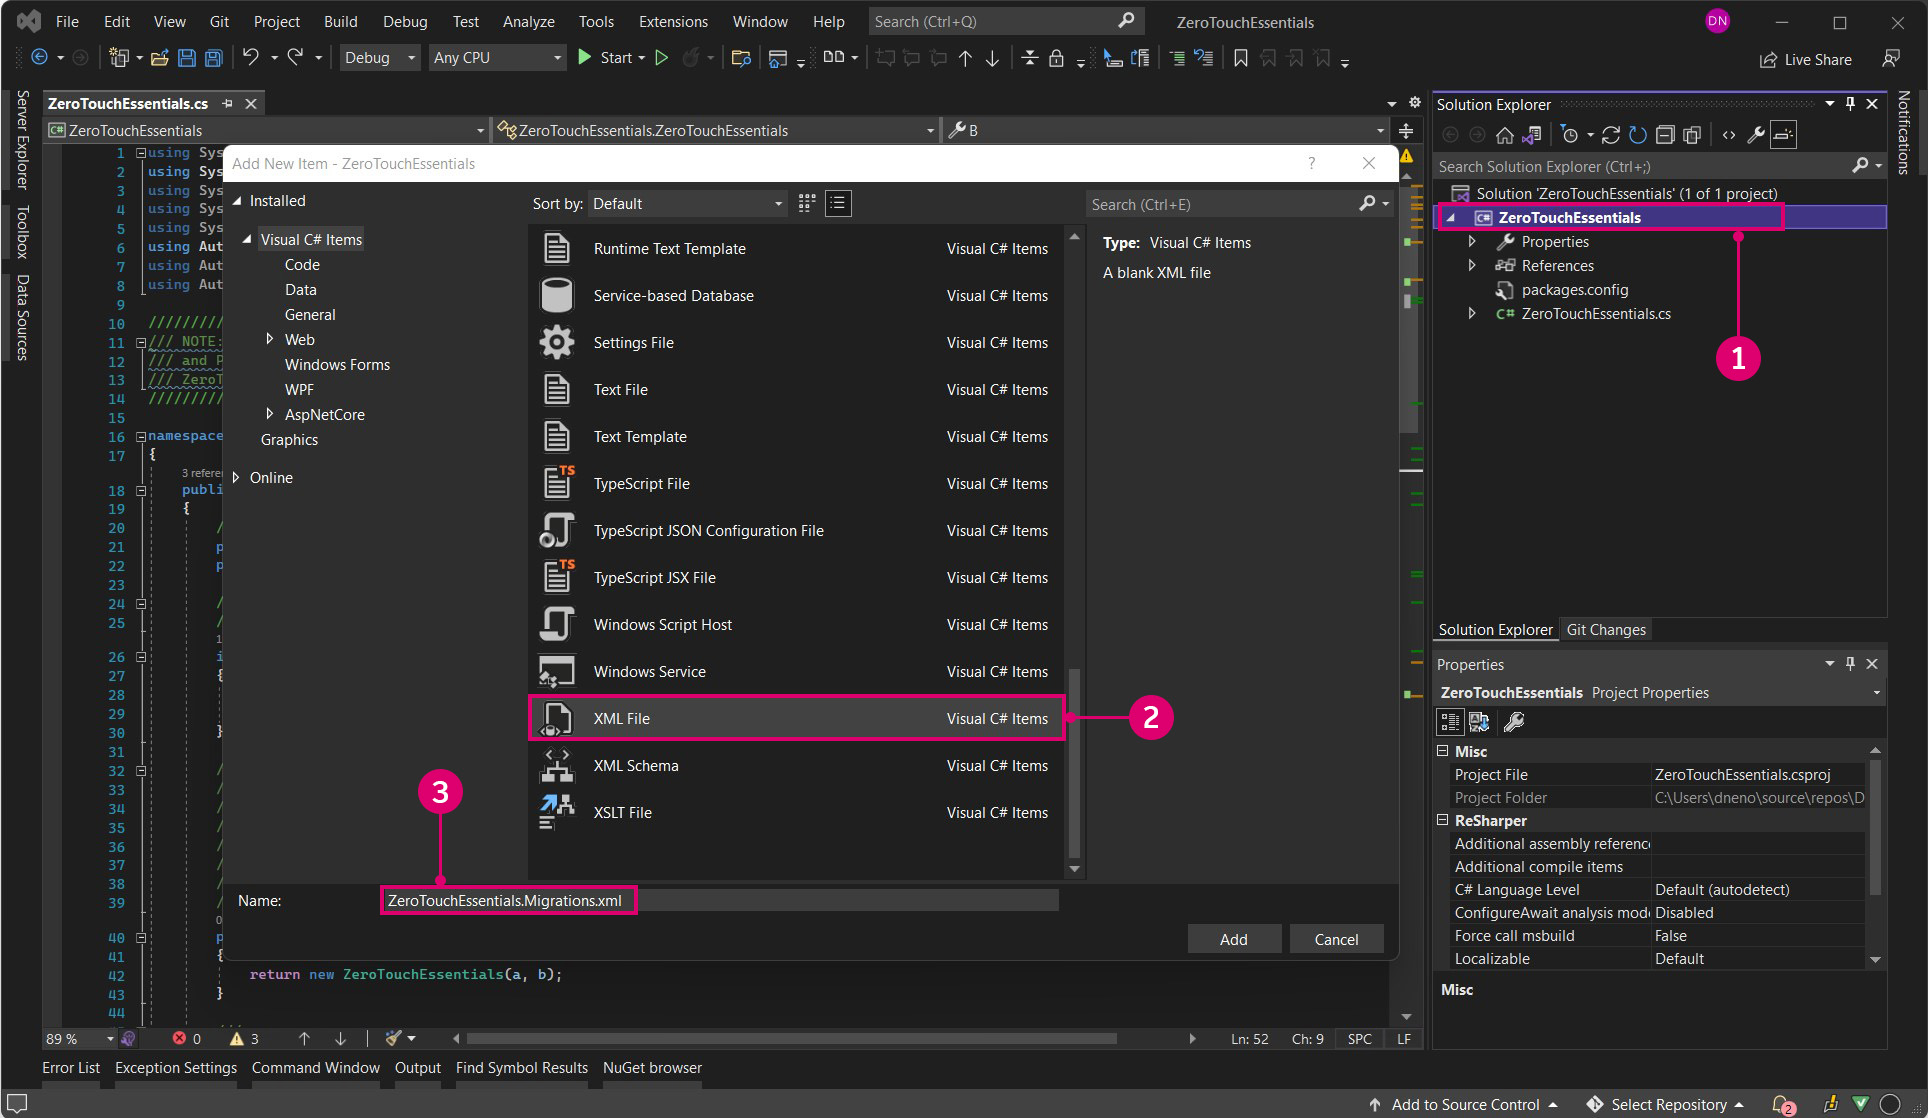 File Edit View Git Project Build Debug Test Analyze Tools Extensions Window Help Search (Ctrl+Q) ZeroTouchEssentials DN
Debug Any CPU Start Live Share
Server Explorer
Toolbox
Data Sources
ZeroTouchEssentials.cs
ZeroTouchEssentials ZeroTouchEssentials.ZeroTouchEssentials B
1 using Sys
2 using Sys
3 using Sys
4 using Sys
5 using Sys
6 using Aut
7 using Aut
8 using Aut
9
10 /////////
11 /// NOTE:
12 /// and P
13 /// ZeroT
14 /////////
15
16 namespace
17 {
3 refere
18 publi
19 {
20 /
21 p
22 p
23
24 /
25 /
1
26 i
27 {
28
29
30 }
31
32 /
33 /
34 /
35 /
36 /
37 /
38 /
39 /
0
40 p
41 {
42 return new ZeroTouchEssentials(a, b);
43 }
44
Add New Item - ZeroTouchEssentials ?
Installed
Visual C# Items
Code
Data
General
Web
Windows Forms
WPF
AspNetCore
Graphics
Online
Sort by: Default
Search (Ctrl+E)
Runtime Text Template Visual C# Items
Service-based Database Visual C# Items
Settings File Visual C# Items
Text File Visual C# Items
Text Template Visual C# Items
TS
TypeScript File Visual C# Items
TypeScript JSON Configuration File Visual C# Items
TS
TypeScript JSX File Visual C# Items
Windows Script Host Visual C# Items
Windows Service Visual C# Items
XML File Visual C# Items
2
XML Schema Visual C# Items
XSLT File Visual C# Items
Type: Visual C# Items
A blank XML file
3
Name: ZeroTouchEssentials.Migrations.xml
Add Cancel
Solution Explorer
Notifications
Search Solution Explorer (Ctrl+;)
Solution 'ZeroTouchEssentials' (1 of 1 project)
C# ZeroTouchEssentials
Properties
References
packages.config
C# ZeroTouchEssentials.cs
1
Solution Explorer Git Changes
Properties
ZeroTouchEssentials Project Properties
Misc
Project File ZeroTouchEssentials.csproj
Project Folder C:\Users\dneno\source\repos\D
ReSharper
Additional assembly referenc
Additional compile items
C# Language Level Default (autodetect)
ConfigureAwait analysis mod Disabled
Force call msbuild False
Localizable Default
Misc
89 % 0 3 Ln: 52 Ch: 9 SPC LF
Error List Exception Settings Command Window Output Find Symbol Results NuGet browser
Add to Source Control Select Repository 2